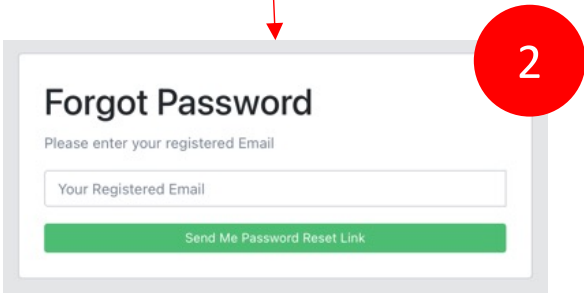 2
Forgot Password
Please enter your registered Email
Your Registered Email
Send Me Password Reset Link